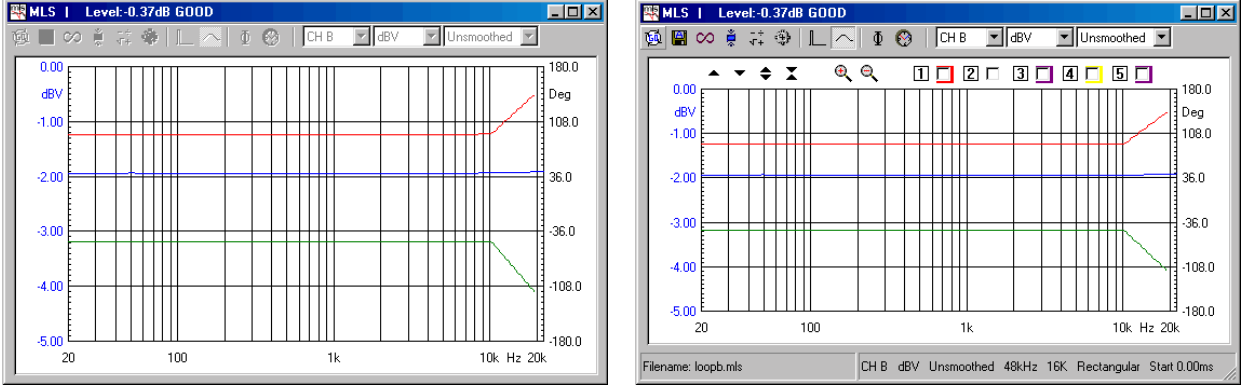 MLS | Level:-0.37dB GOOD
CH B dBV Unsmoothed
0.00 180.0
dBV Deg
-1.00 108.0
-2.00 36.0
-3.00 -36.0
-4.00 -108.0
-5.00 -180.0
20 100 1k 10k Hz 20k
MLS | Level:-0.37dB GOOD
CH B dBV Unsmoothed
1 2 3 4 5
0.00 180.0
dBV Deg
-1.00 108.0
-2.00 36.0
-3.00 -36.0
-4.00 -108.0
-5.00 -180.0
20 100 1k 10k Hz 20k
Filename: loopb.mls CH B dBV Unsmoothed 48kHz 16K Rectangular Start 0.00ms